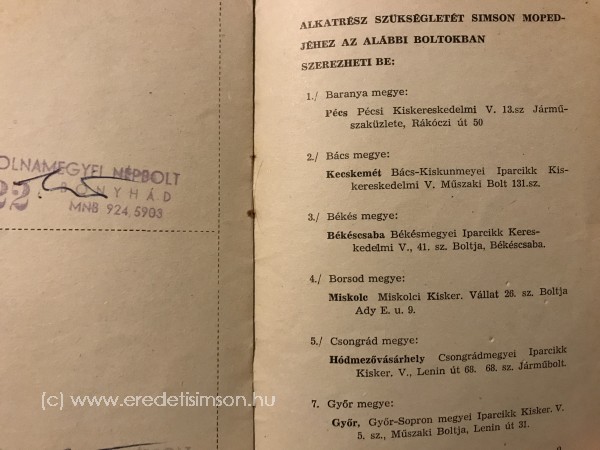 OLNAMEGYEI NÉPBOLT
22
BONYHÁD
MNB 924,5903
ALKATRÉSZ SZÜKSÉGLETÉT SIMSON MOPED-
JÉHEZ AZ ALÁBBI BOLTOKBAN
SZEREZHETI BE:
1./ Baranya megye:
Pécs Pécsi Kiskereskedelmi V. 13.sz Jármű-
szaküzlete, Rákóczi út 50
2./ Bács megye:
Kecskemét Bács-Kiskunmeyei Iparcikk Kis-
kereskedelmi V, Műszaki Bolt 131.sz.
3./ Békés megye:
Békéscsaba Békésmegyei Iparcikk Keres-
kedelmi V., 41. sz. Boltja, Békéscsaba.
4./ Borsod megye:
Miskolc Miskolci Kisker. Vállat 26. sz. Boltja
Ady E. u. 9.
5./ Csongrád megye:
Hódmezővásárhely Csongrádmegyei Iparcikk
Kisker. V., Lenin út 68. 68. sz. Járműbolt.
7. Győr megye:
Győr, Győr-Sopron megyei Iparcikk Kisker. V.
5. sz., Műszaki Boltja, Lenin út 31.
(c) www.eredetisimson.hu